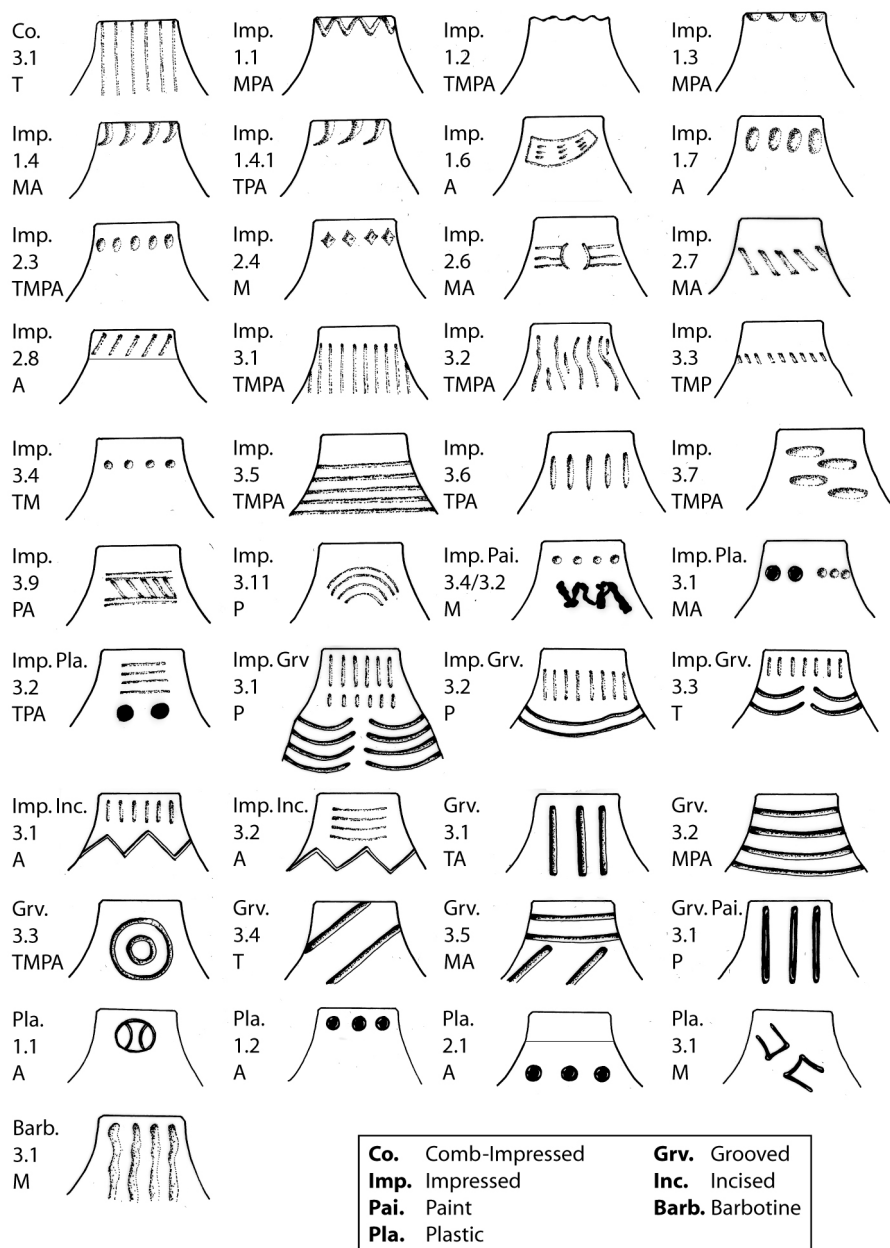 Co.
3.1
T
Imp.
1.1
MPA
Imp.
1.2
TMPA
Imp.
1.3
MPA
Imp.
1.4
MA
Imp.
1.4.1
TPA
Imp.
1.6
A
Imp.
1.7
A
Imp.
2.3
TMPA
Imp.
2.4
M
Imp.
2.6
MA
Imp.
2.7
MA
Imp.
2.8
A
Imp.
3.1
TMPA
Imp.
3.2
TMPA
Imp.
3.3
TMP
Imp.
3.4
TM
Imp.
3.5
TMPA
Imp.
3.6
TPA
Imp.
3.7
TMPA
Imp.
3.9
PA
Imp.
3.11
P
Imp. Pai.
3.4/3.2
M
Imp. Pla.
3.1
MA
Imp. Pla.
3.2
TPA
Imp. Grv
3.1
P
Imp. Grv.
3.2
P
Imp. Grv.
3.3
T
Imp. Inc.
3.1
A
Imp. Inc.
3.2
A
Grv.
3.1
TA
Grv.
3.2
MPA
Grv.
3.3
TMPA
Grv.
3.4
T
Grv.
3.5
MA
Grv. Pai.
3.1
P
Pla.
1.1
A
Pla.
1.2
A
Pla.
2.1
A
Pla.
3.1
M
Barb.
3.1
M
Co. Comb-Impressed
Imp. Impressed
Pai. Paint
Pla. Plastic
Grv. Grooved
Inc. Incised
Barb. Barbotine